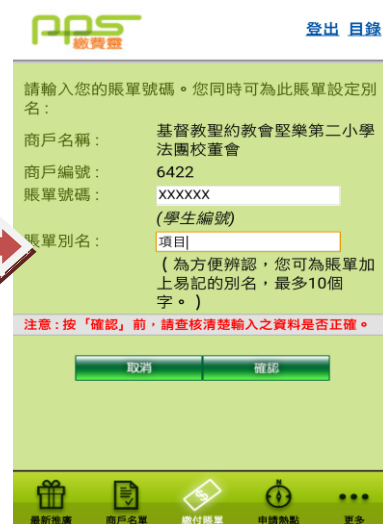 pps
繳費靈
登出 目錄
請輸入您的賬單號碼。您同時可為此賬單設定別
名：
商戶名稱： 基督教聖約教會堅樂第二小學
法團校董會
商戶編號： 6422
賬單號碼： XXXXXX
(學生編號)
賬單別名： 項目
（為方便辨認，您可為賬單加
上易記的別名，最多10個
字。）
注意：按「確認」前，請查核清楚輸入之資料是否正確。
取消 確認
最新推廣 商戶名單 繳付賬單 申請熱點 更多